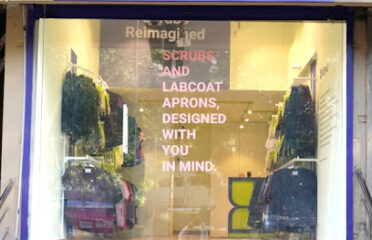 Reimagined
SCRUBS
AND
LABCOAT
APRONS,
DESIGNED
WITH
YOU
IN MIND.